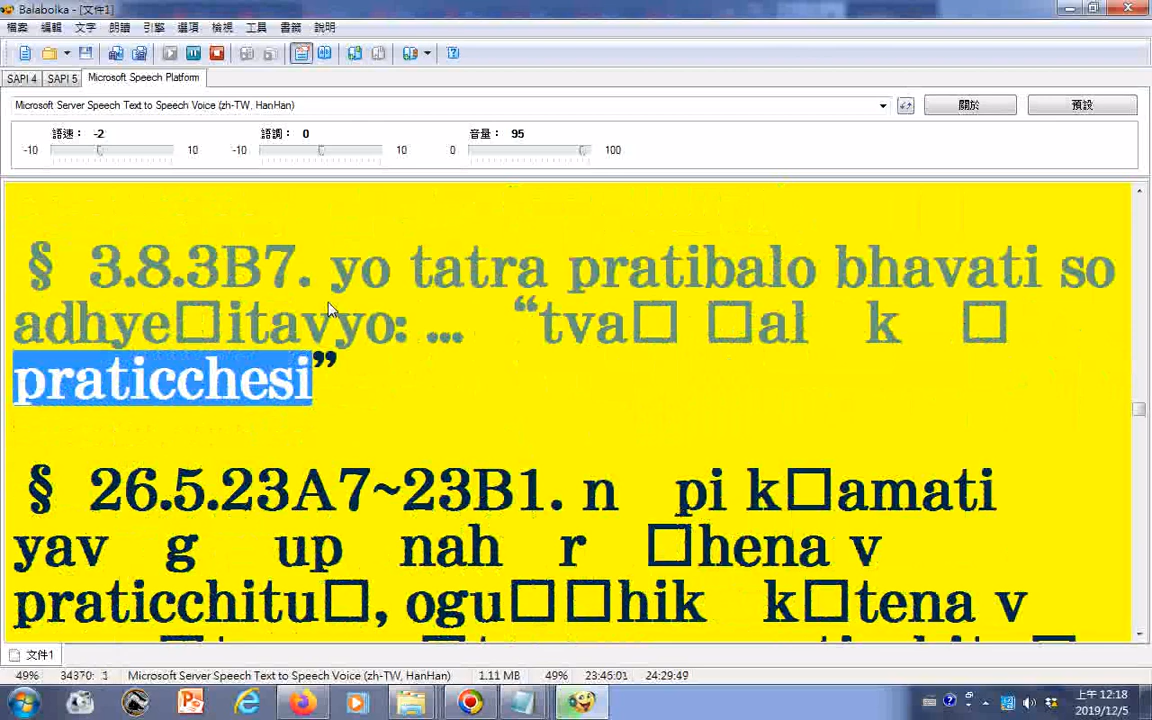 Balabolka - [文件1]
檔案 編輯 文字 朗讀 引擎 選項 檢視 工具 書籤 說明
SAPI 4 SAPI 5 Microsoft Speech Platform
Microsoft Server Speech Text to Speech Voice (zh-TW, HanHan) 關於 預設
語速： -2 語調： 0 音量： 95
-10 10 -10 10 0 100
§ 3.8.3B7. yo tatra pratibalo bhavati so
adhye□itavyo: ... “tva□ □al k □
praticchesi”
§ 26.5.23A7~23B1. n pi k□amati
yav g up nah r □hena v
praticchitu□, ogu□□hik k□tena v
文件1
49% 34370: 1 Microsoft Server Speech Text to Speech Voice (zh-TW, HanHan) 1.11 MB 49% 23:45:01 24:29:49
上午 12:18
2019/12/5